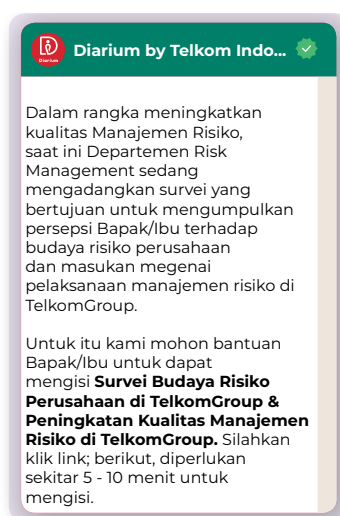 Diarium
Diarium by Telkom Indo...
Dalam rangka meningkatkan
kualitas Manajemen Risiko,
saat ini Departemen Risk
Management sedang
mengadangkan survei yang
bertujuan untuk mengumpulkan
persepsi Bapak/Ibu terhadap
budaya risiko perusahaan
dan masukan megenai
pelaksanaan manajemen risiko di
TelkomGroup.
Untuk itu kami mohon bantuan
Bapak/Ibu untuk dapat
mengisi Survei Budaya Risiko
Perusahaan di TelkomGroup &
Peningkatan Kualitas Manajemen
Risiko di TelkomGroup. Silahkan
klik link; berikut, diperlukan
sekitar 5 - 10 menit untuk
mengisi.